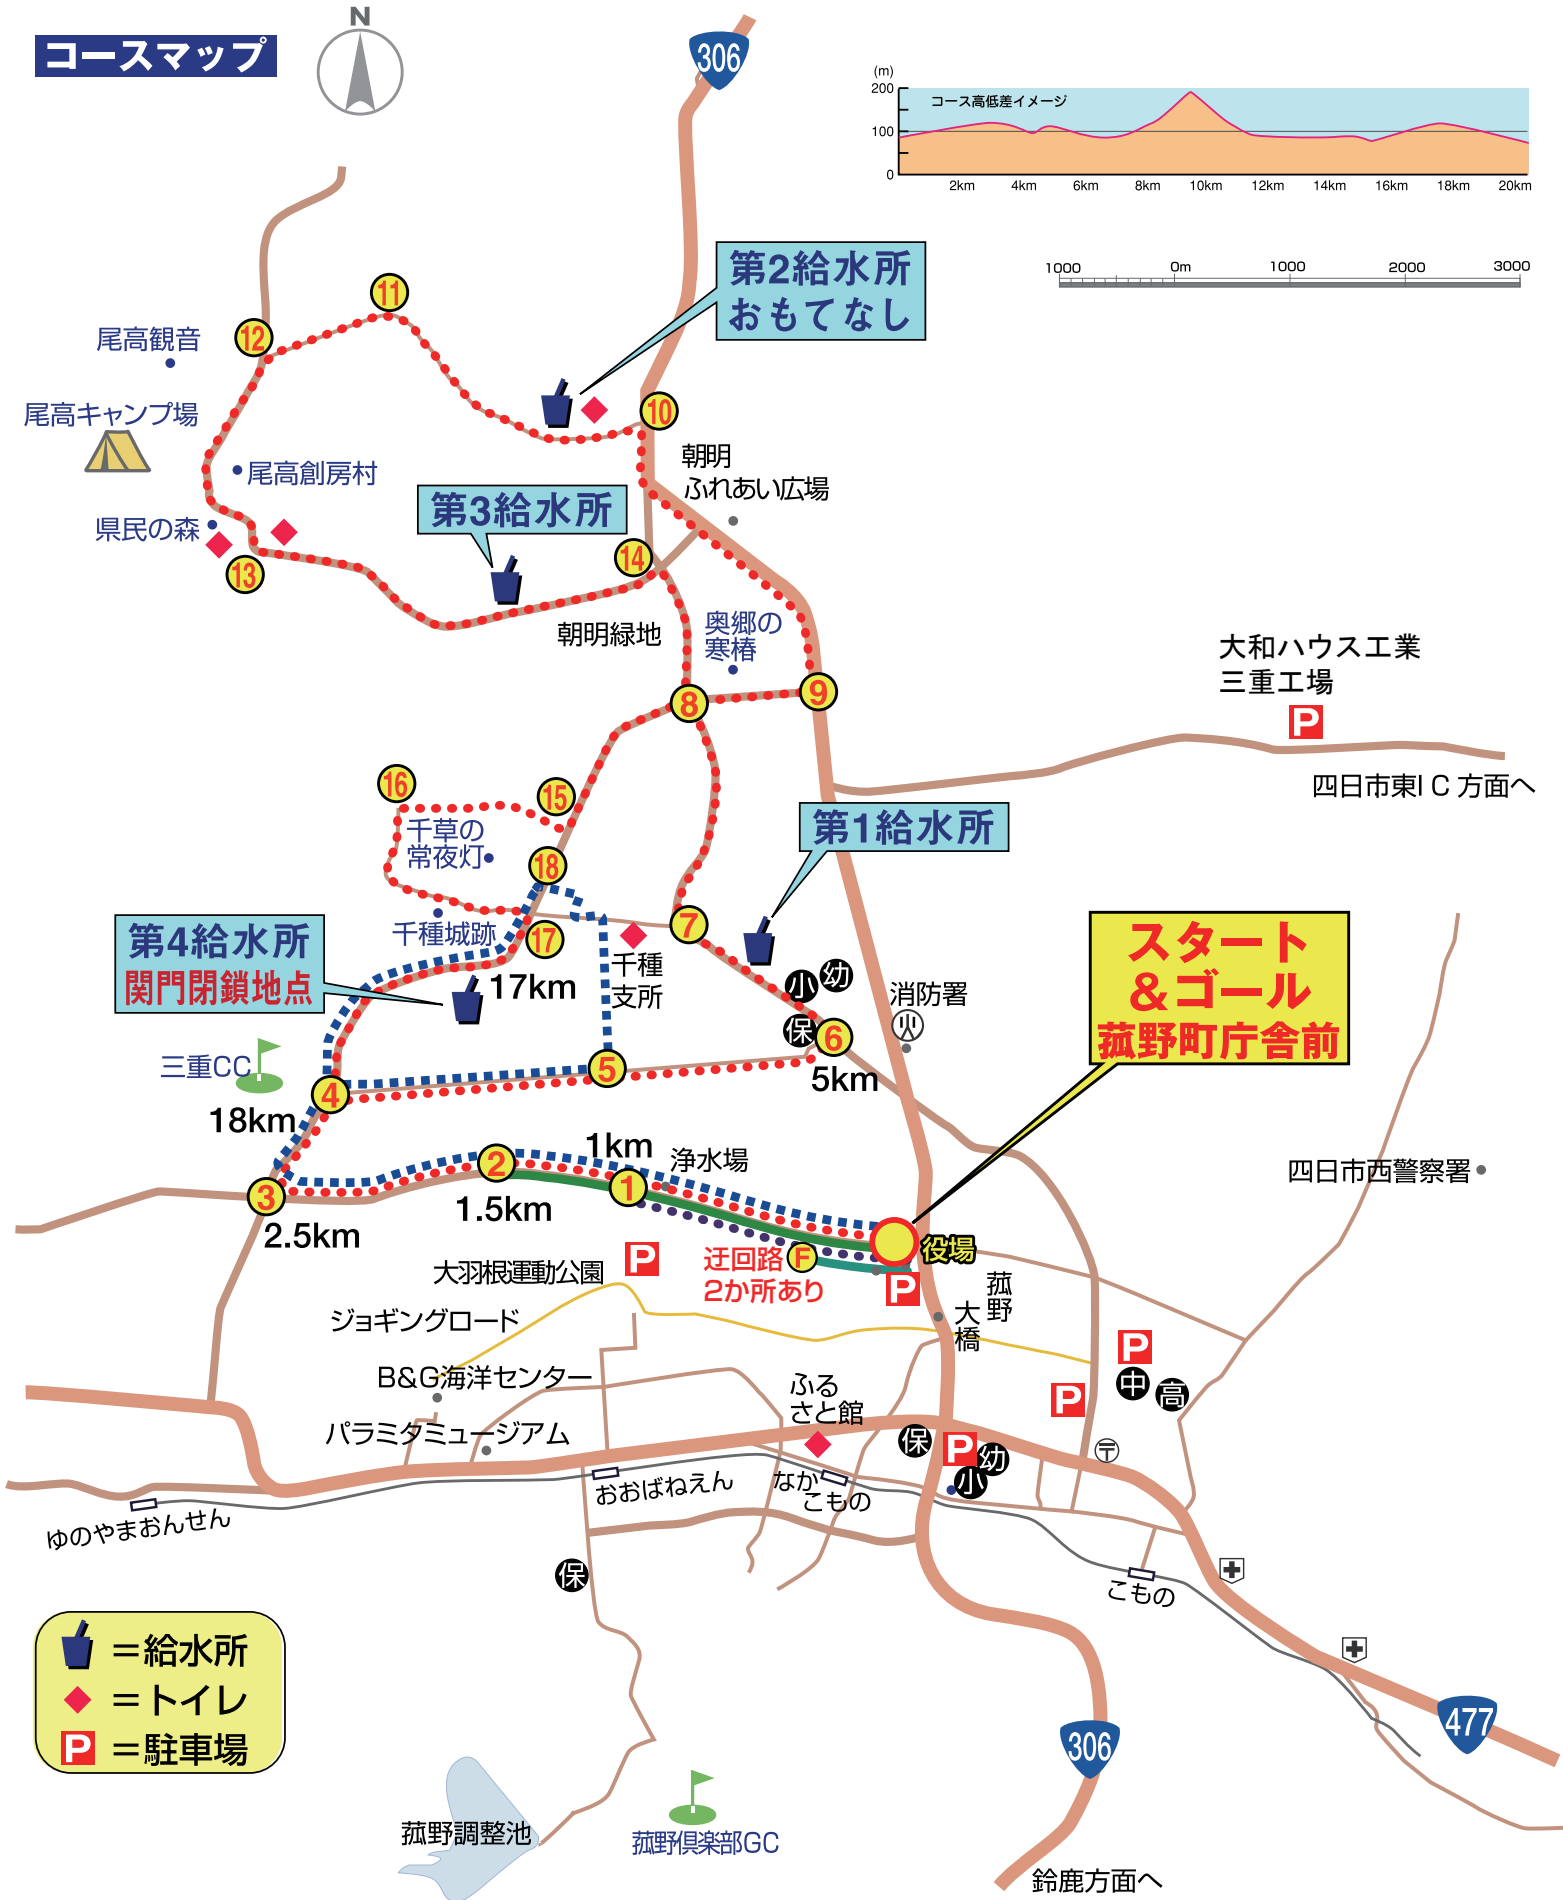 コースマップ
N
306
(m)
200
100
0
コース高低差イメージ
2km 4km 6km 8km 10km 12km 14km 16km 18km 20km
1000 0m 1000 2000 3000
第2給水所
おもてなし
11
12
尾高観音
尾高キャンプ場
10
朝明
ふれあい広場
尾高創房村
第3給水所
県民の森
13
14
朝明緑地
奥郷の
寒椿
8
9
大和ハウス工業
三重工場
P
四日市東IC方面へ
16
15
千草の
常夜灯
18
第1給水所
千種城跡
17
7
第4給水所
関門閉鎖地点
17km
千種
支所
小
幼
保
6
5km
消防署
スタート
&ゴール
菰野町庁舎前
三重CC
4
18km
5
1km
浄水場
2
1
3
1.5km
2.5km
四日市西警察署
役場
迂回路
2か所あり
F
P
P
大羽根運動公園
菰野
大橋
ジョギングロード
B&G海洋センター
パラミタミュージアム
ふる
さと館
P
P
中
高
保
P
幼
小
〒
おおばねえん
なか
こもの
ゆのやまおんせん
保
こもの
=給水所
=トイレ
P
=駐車場
306
477
菰野調整池
菰野倶楽部GC
鈴鹿方面へ